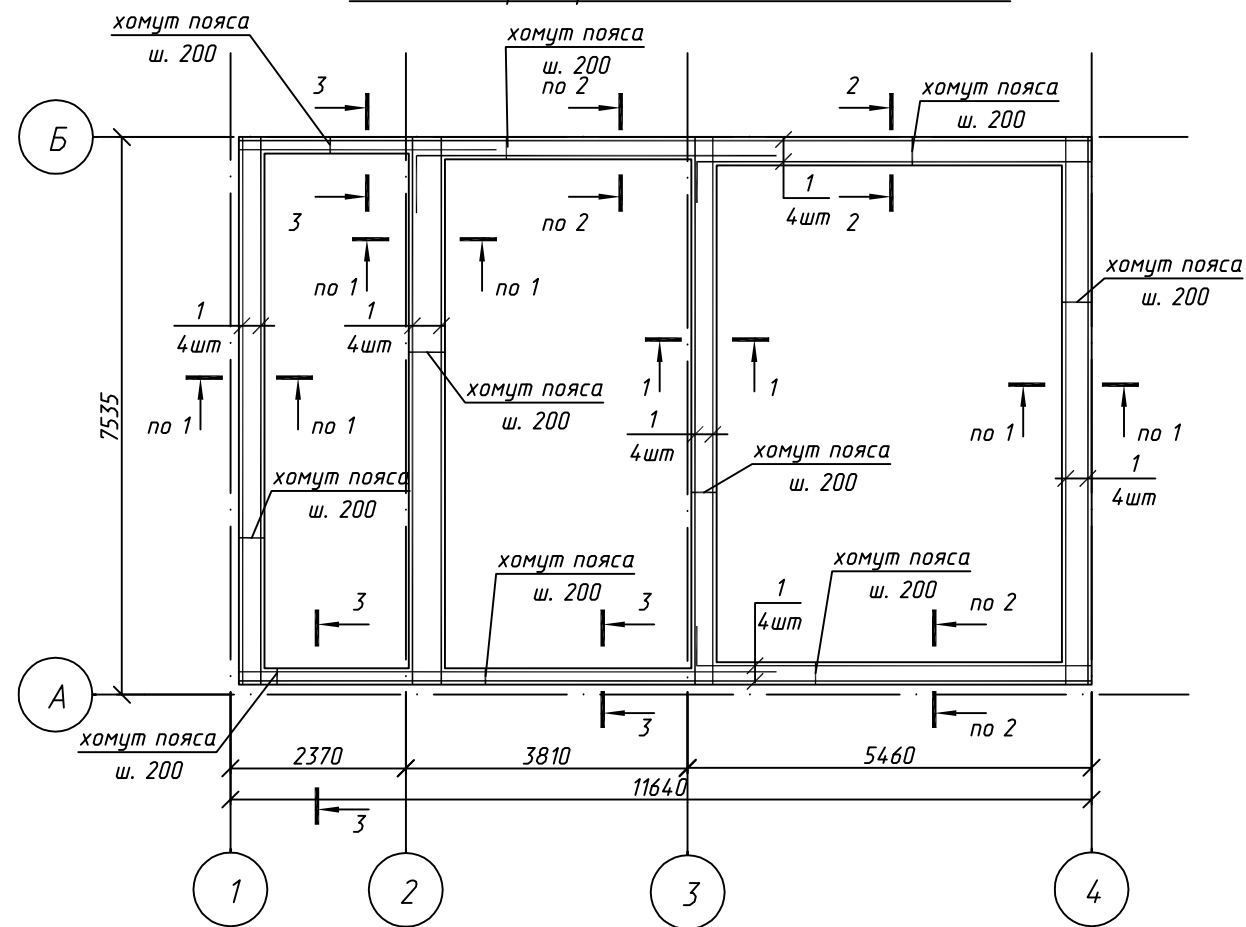 хомут пояса
ш. 200
хомут пояса
ш. 200
3
по 2
2
хомут пояса
ш. 200
Б
1
4шт
3
по 2
2
хомут пояса
ш. 200
по 1
по 1
1
4шт
1
4шт
1
1
хомут пояса
ш. 200
7535
по 1
по 1
1
4шт
по 1
по 1
хомут пояса
ш. 200
1
4шт
хомут пояса
ш. 200
хомут пояса
ш. 200
хомут пояса
ш. 200
3
3
1
4шт
по 2
А
3
по 2
хомут пояса
ш. 200
2370
3810
5460
11640
3
1
2
3
4